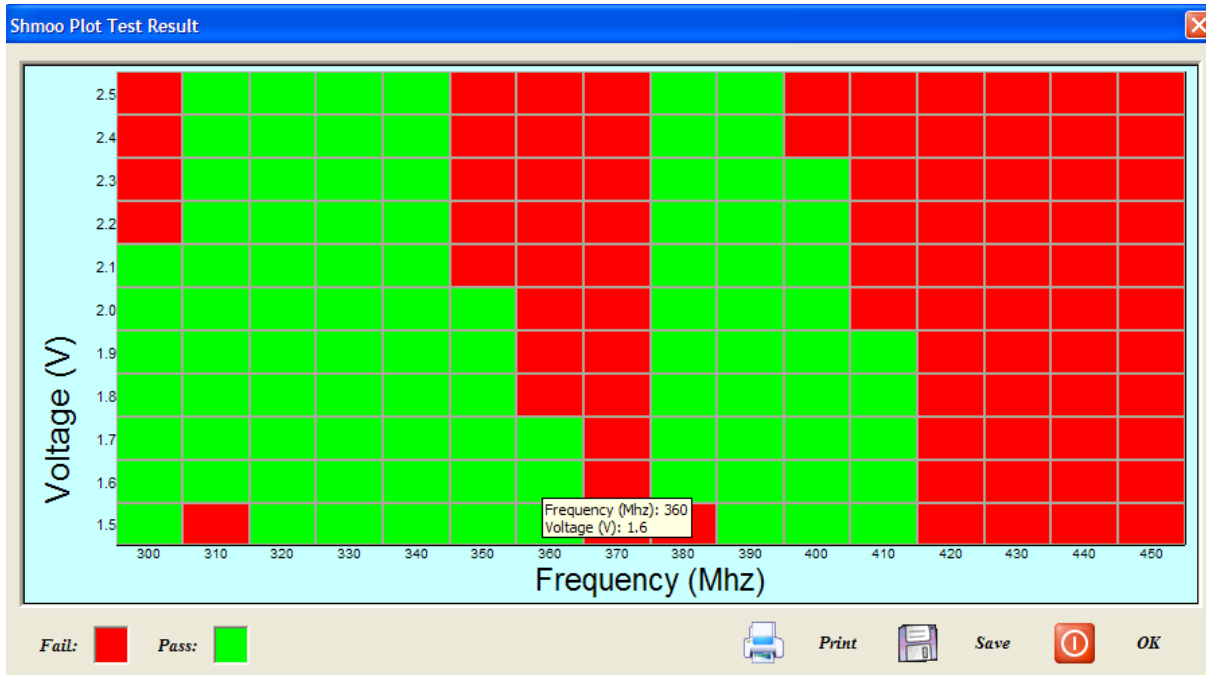 Shmoo Plot Test Result
2.5
2.4
2.3
2.2
2.1
2.0
1.9
1.8
1.7
1.6
1.5
Voltage (V)
Frequency (Mhz): 360
Voltage (V): 1.6
300 310 320 330 340 350 360 370 380 390 400 410 420 430 440 450
Frequency (Mhz)
Fail: Pass: Print Save OK